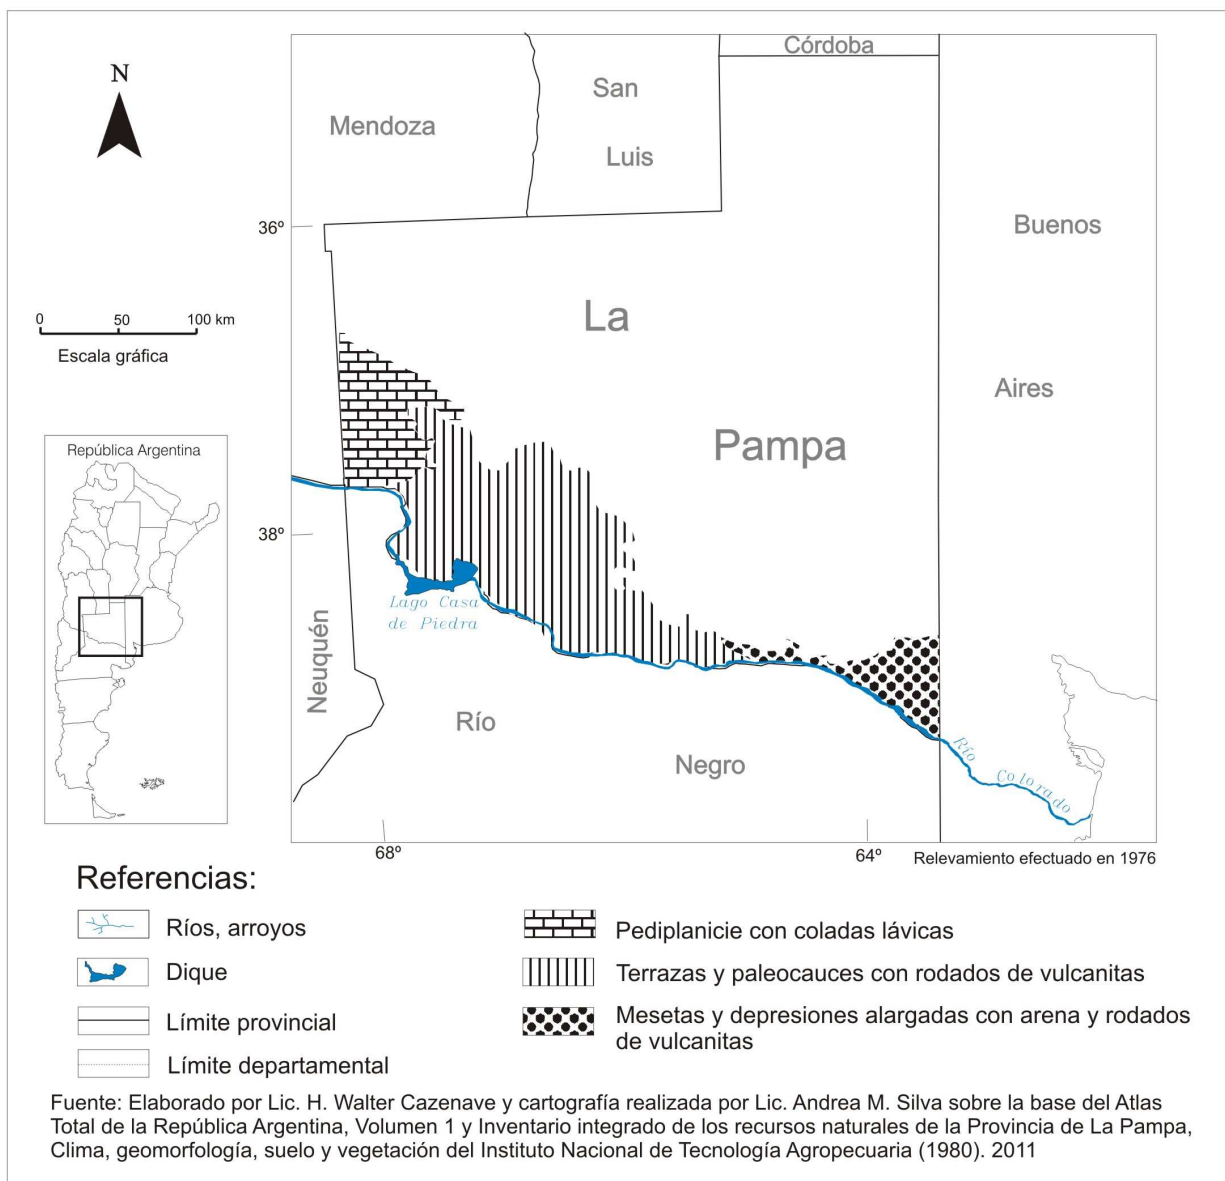 N
Córdoba
San
Mendoza
Luis
36º
Buenos
0 50 100 km
Escala gráfica
La
Aires
República Argentina
Pampa
38º
Lago Casa
de Piedra
Neuquén
Río
Negro
Río
Colorado
68º
64º
Relevamiento efectuado en 1976
Referencias:
Ríos, arroyos
Dique
Límite provincial
Límite departamental
Pediplanicie con coladas lávicas
Terrazas y paleocauces con rodados de vulcanitas
Mesetas y depresiones alargadas con arena y rodados
de vulcanitas
Fuente: Elaborado por Lic. H. Walter Cazenave y cartografía realizada por Lic. Andrea M. Silva sobre la base del Atlas
Total de la República Argentina, Volumen 1 y Inventario integrado de los recursos naturales de la Provincia de La Pampa,
Clima, geomorfología, suelo y vegetación del Instituto Nacional de Tecnología Agropecuaria (1980). 2011